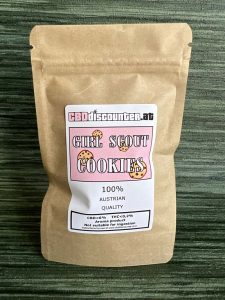 CBDdiscounter.at
GIRL SCOUT
COOKIES
100%
AUSTRIAN
QUALITY
Aroma product
Not suitable for ingestion